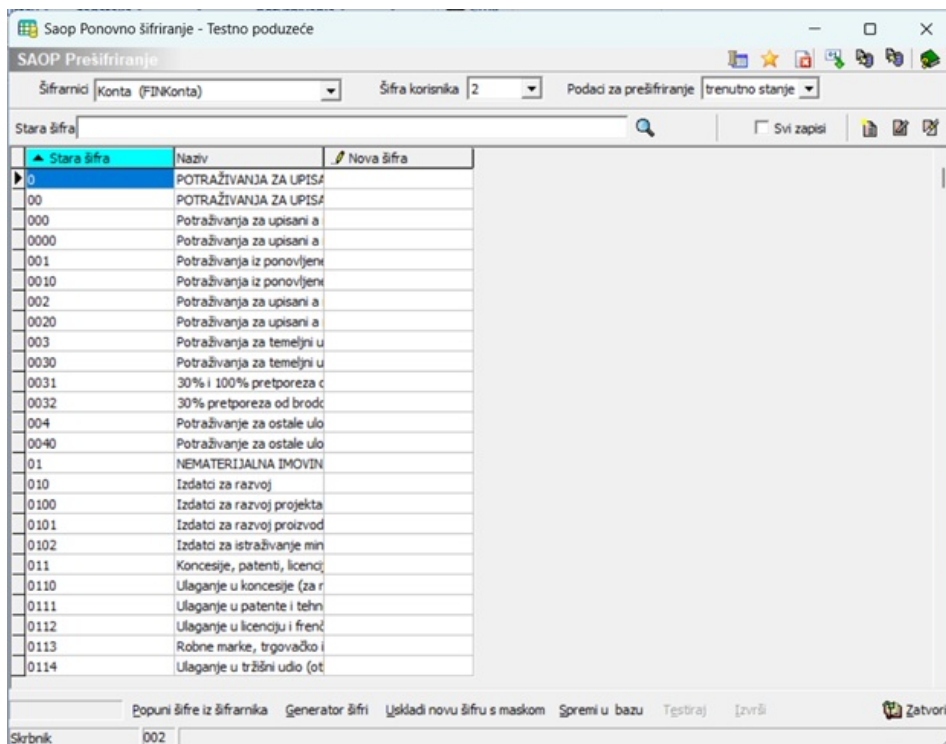 Saop Ponovno šifriranje - Testno poduzeće
SAOP Prešifriranje
Šifrarnici Konta (FINKonta) Šifra korisnika 2 Podaci za prešifriranje trenutno stanje
Stara šifra Svi zapisi
Stara šifra Naziv Nova šifra
0 POTRAŽIVANJA ZA UPISA
00 POTRAŽIVANJA ZA UPISA
000 Potraživanja za upisani a
0000 Potraživanja za upisani a
001 Potraživanja iz ponovljene
0010 Potraživanja iz ponovljene
002 Potraživanja za upisani a
0020 Potraživanja za upisani a
003 Potraživanja za temeljni u
0030 Potraživanja za temeljni u
0031 30% i 100% pretporeza o
0032 30% pretporeza od brodo
004 Potraživanje za ostale ulo
0040 Potraživanje za ostale ulo
01 NEMATERIJALNA IMOVIN
010 Izdatci za razvoj
0100 Izdatci za razvoj projekta
0101 Izdatci za razvoj proizvod
0102 Izdatci za istraživanje min
011 Koncesije, patenti, licencij
0110 Ulaganje u koncesije (za r
0111 Ulaganje u patente i tehn
0112 Ulaganje u licenciju i frenč
0113 Robne marke, trgovačko i
0114 Ulaganje u tržišni udio (ot
Popuni šifre iz šifrarnika Generator šifri Uskladi novu šifru s maskom Spremi u bazu Testiraj Izvrši Zatvori
Skrbnik 002